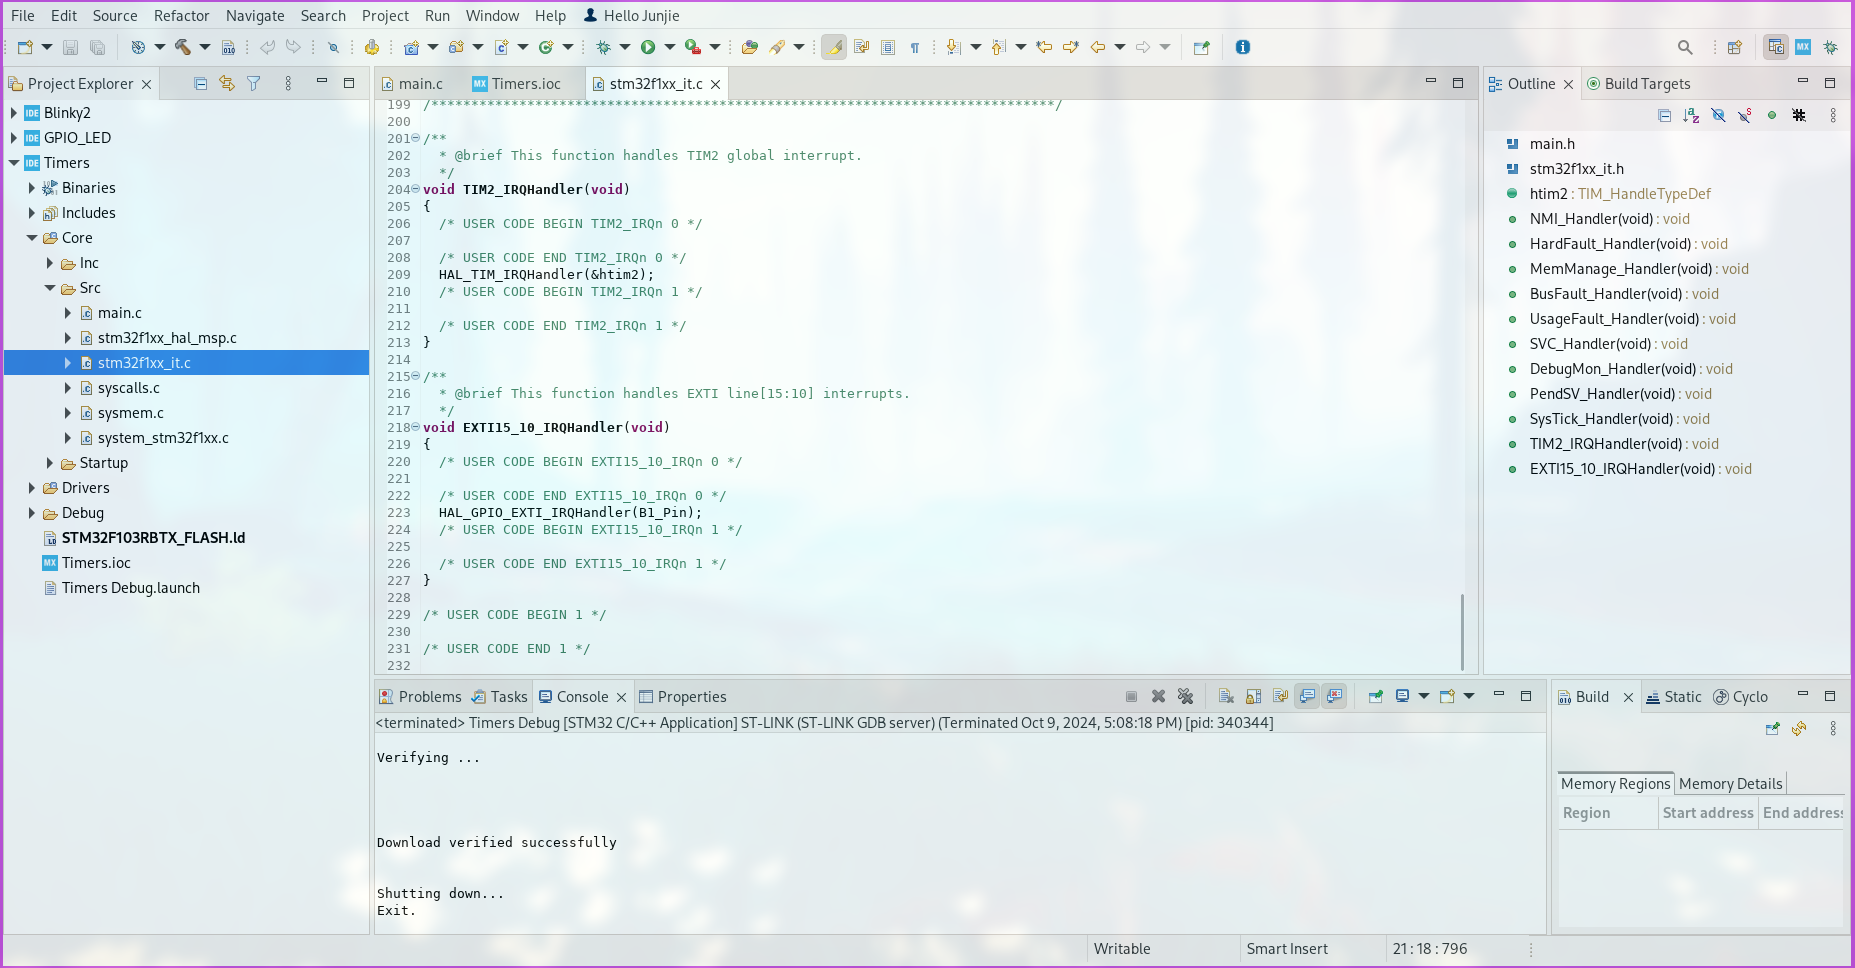 File Edit Source Refactor Navigate Search Project Run Window Help Hello Junjie
Project Explorer
Blinky2
GPIO_LED
Timers
Binaries
Includes
Core
Inc
Src
main.c
stm32f1xx_hal_msp.c
stm32f1xx_it.c
syscalls.c
sysmem.c
system_stm32f1xx.c
Startup
Drivers
Debug
STM32F103RBTX_FLASH.ld
Timers.ioc
Timers Debug.launch
main.c Timers.ioc stm32f1xx_it.c
199 /******************************************************************************/
200
201 /**
202   * @brief This function handles TIM2 global interrupt.
203   */
204 void TIM2_IRQHandler(void)
205 {
206   /* USER CODE BEGIN TIM2_IRQn 0 */
207
208   /* USER CODE END TIM2_IRQn 0 */
209   HAL_TIM_IRQHandler(&htim2);
210   /* USER CODE BEGIN TIM2_IRQn 1 */
211
212   /* USER CODE END TIM2_IRQn 1 */
213 }
214
215 /**
216   * @brief This function handles EXTI line[15:10] interrupts.
217   */
218 void EXTI15_10_IRQHandler(void)
219 {
220   /* USER CODE BEGIN EXTI15_10_IRQn 0 */
221
222   /* USER CODE END EXTI15_10_IRQn 0 */
223   HAL_GPIO_EXTI_IRQHandler(B1_Pin);
224   /* USER CODE BEGIN EXTI15_10_IRQn 1 */
225
226   /* USER CODE END EXTI15_10_IRQn 1 */
227 }
228
229 /* USER CODE BEGIN 1 */
230
231 /* USER CODE END 1 */
232
Outline Build Targets
main.h
stm32f1xx_it.h
htim2 : TIM_HandleTypeDef
NMI_Handler(void) : void
HardFault_Handler(void) : void
MemManage_Handler(void) : void
BusFault_Handler(void) : void
UsageFault_Handler(void) : void
SVC_Handler(void) : void
DebugMon_Handler(void) : void
PendSV_Handler(void) : void
SysTick_Handler(void) : void
TIM2_IRQHandler(void) : void
EXTI15_10_IRQHandler(void) : void
Problems Tasks Console Properties
<terminated> Timers Debug [STM32 C/C++ Application] ST-LINK (ST-LINK GDB server) (Terminated Oct 9, 2024, 5:08:18 PM) [pid: 340344]
Verifying ...
Download verified successfully
Shutting down...
Exit.
Build Static Cyclo
Memory Regions Memory Details
Region Start address End addres
Writable Smart Insert 21 : 18 : 796